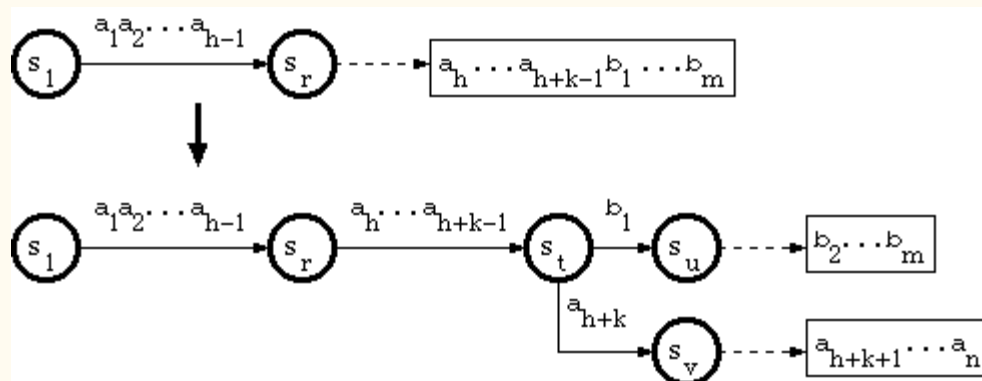 a₁a₂...aₕ₋₁
s₁ sᵣ aₕ...aₕ₊ₖ₋₁b₁...bₘ
a₁a₂...aₕ₋₁ aₕ...aₕ₊ₖ₋₁ b₁
s₁ sᵣ sₜ sᵤ b₂...bₘ
aₕ₊ₖ
sᵥ aₕ₊ₖ₊₁...aₙ